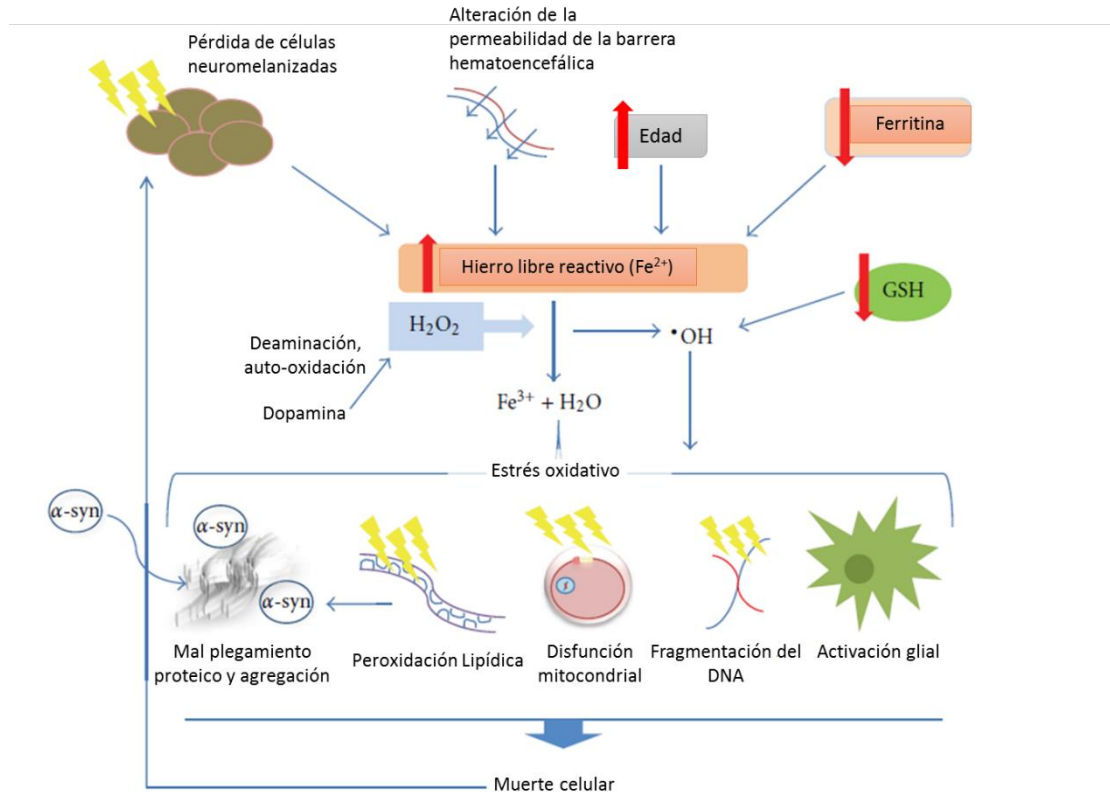 Alteración de la
permeabilidad de la barrera
hematoencefálica
Pérdida de células
neuromelanizadas
Edad
Ferritina
Hierro libre reactivo (Fe²⁺)
GSH
H₂O₂
•OH
Deaminación,
auto-oxidación
Dopamina
Fe³⁺ + H₂O
Estrés oxidativo
α-syn
α-syn
α-syn
Mal plegamiento
proteico y agregación
Peroxidación Lipídica
Disfunción
mitocondrial
Fragmentación del
DNA
Activación glial
Muerte celular